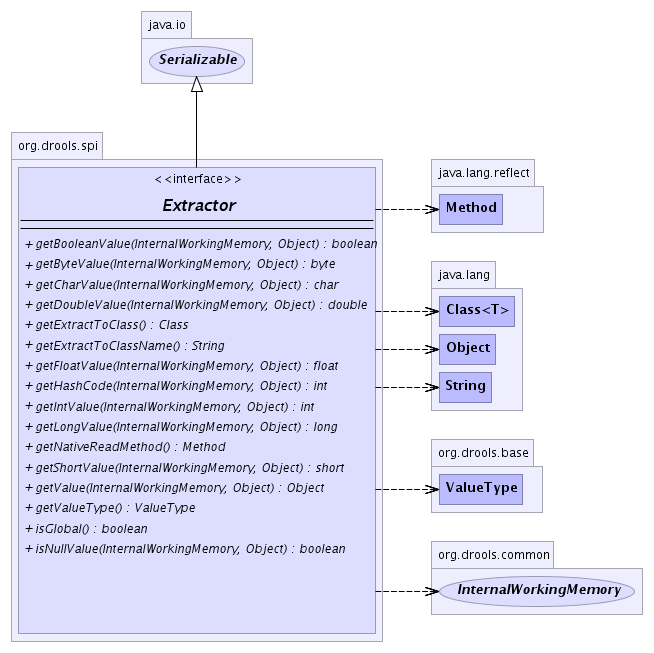 java.io
Serializable
org.drools.spi
<<interface>>
Extractor
+ getBooleanValue(InternalWorkingMemory, Object) : boolean
+ getByteValue(InternalWorkingMemory, Object) : byte
+ getCharValue(InternalWorkingMemory, Object) : char
+ getDoubleValue(InternalWorkingMemory, Object) : double
+ getExtractToClass() : Class
+ getExtractToClassName() : String
+ getFloatValue(InternalWorkingMemory, Object) : float
+ getHashCode(InternalWorkingMemory, Object) : int
+ getIntValue(InternalWorkingMemory, Object) : int
+ getLongValue(InternalWorkingMemory, Object) : long
+ getNativeReadMethod() : Method
+ getShortValue(InternalWorkingMemory, Object) : short
+ getValue(InternalWorkingMemory, Object) : Object
+ getValueType() : ValueType
+ isGlobal() : boolean
+ isNullValue(InternalWorkingMemory, Object) : boolean
java.lang.reflect
Method
java.lang
Class<T>
Object
String
org.drools.base
ValueType
org.drools.common
InternalWorkingMemory